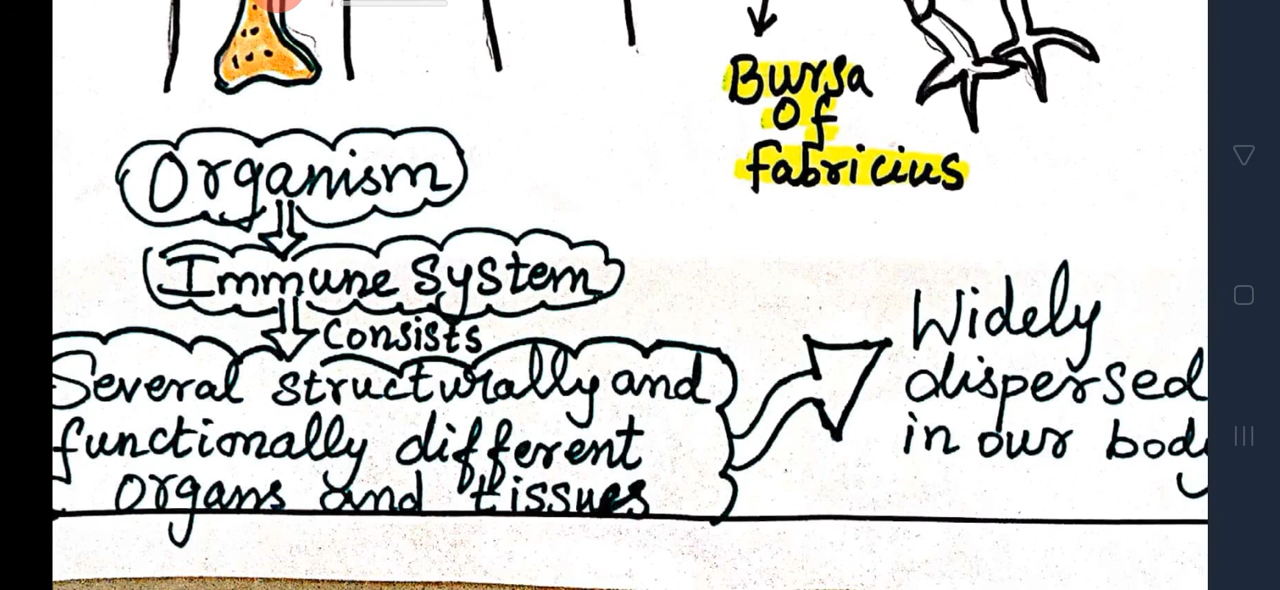 Bursa
Of
fabricius
Organism
Immune System
Consists
Several structurally and
functionally different
organs and tissues
Widely
dispersed
in our body